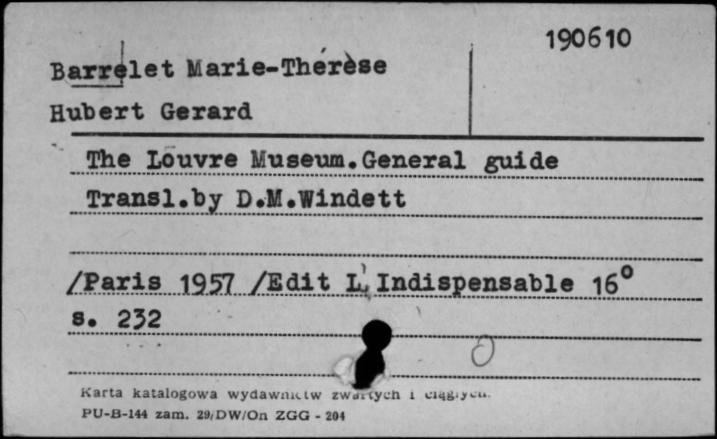 190610
Barrelet Marie-Thérèse
Hubert Gerard
The Louvre Museum.General guide
Transl.by D.M.Windett
/Paris 1957 /Edit L' Indispensable 16°
s. 232
Karta katalogowa wydawnictw zwartych i ciągłych.
PU-B-144 zam. 29/DW/On ZGG - 204